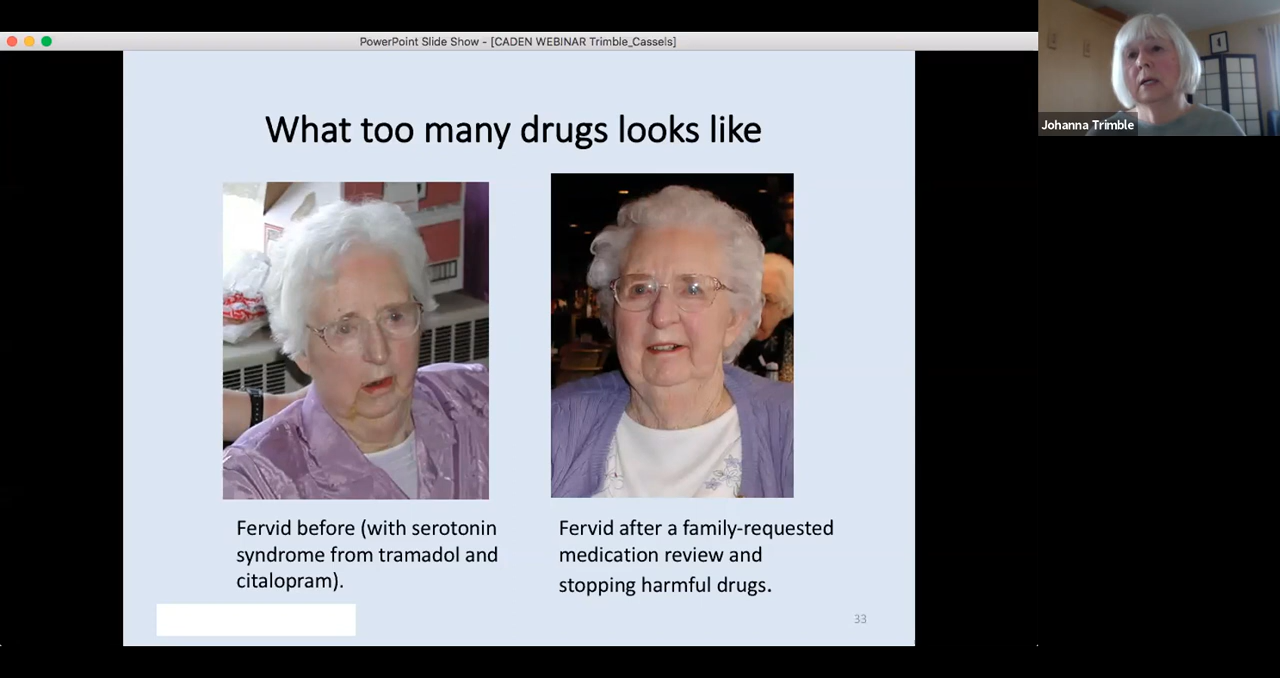 PowerPoint Slide Show - [CADEN WEBINAR Trimble_Cassels]
Johanna Trimble
What too many drugs looks like
Fervid before (with serotonin
syndrome from tramadol and
citalopram).
Fervid after a family-requested
medication review and
stopping harmful drugs.
33